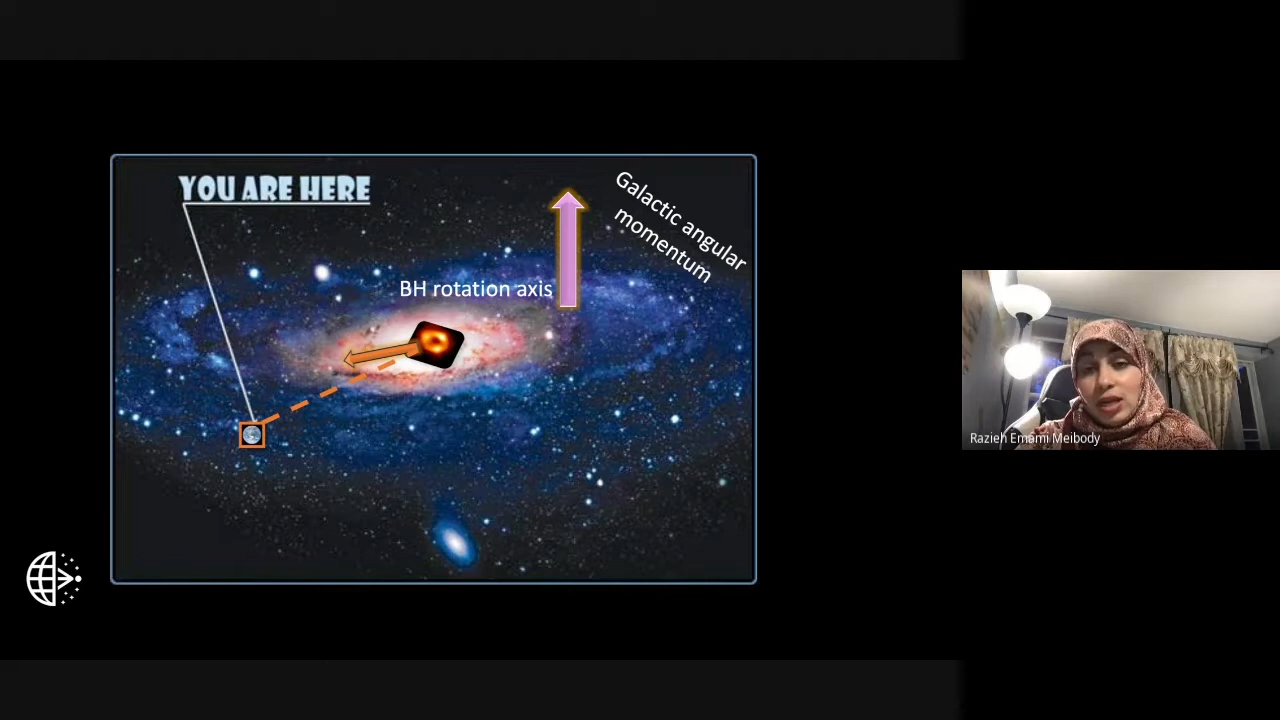 YOU ARE HERE
Galactic angular
momentum
BH rotation axis
Razieh Emami Meibody